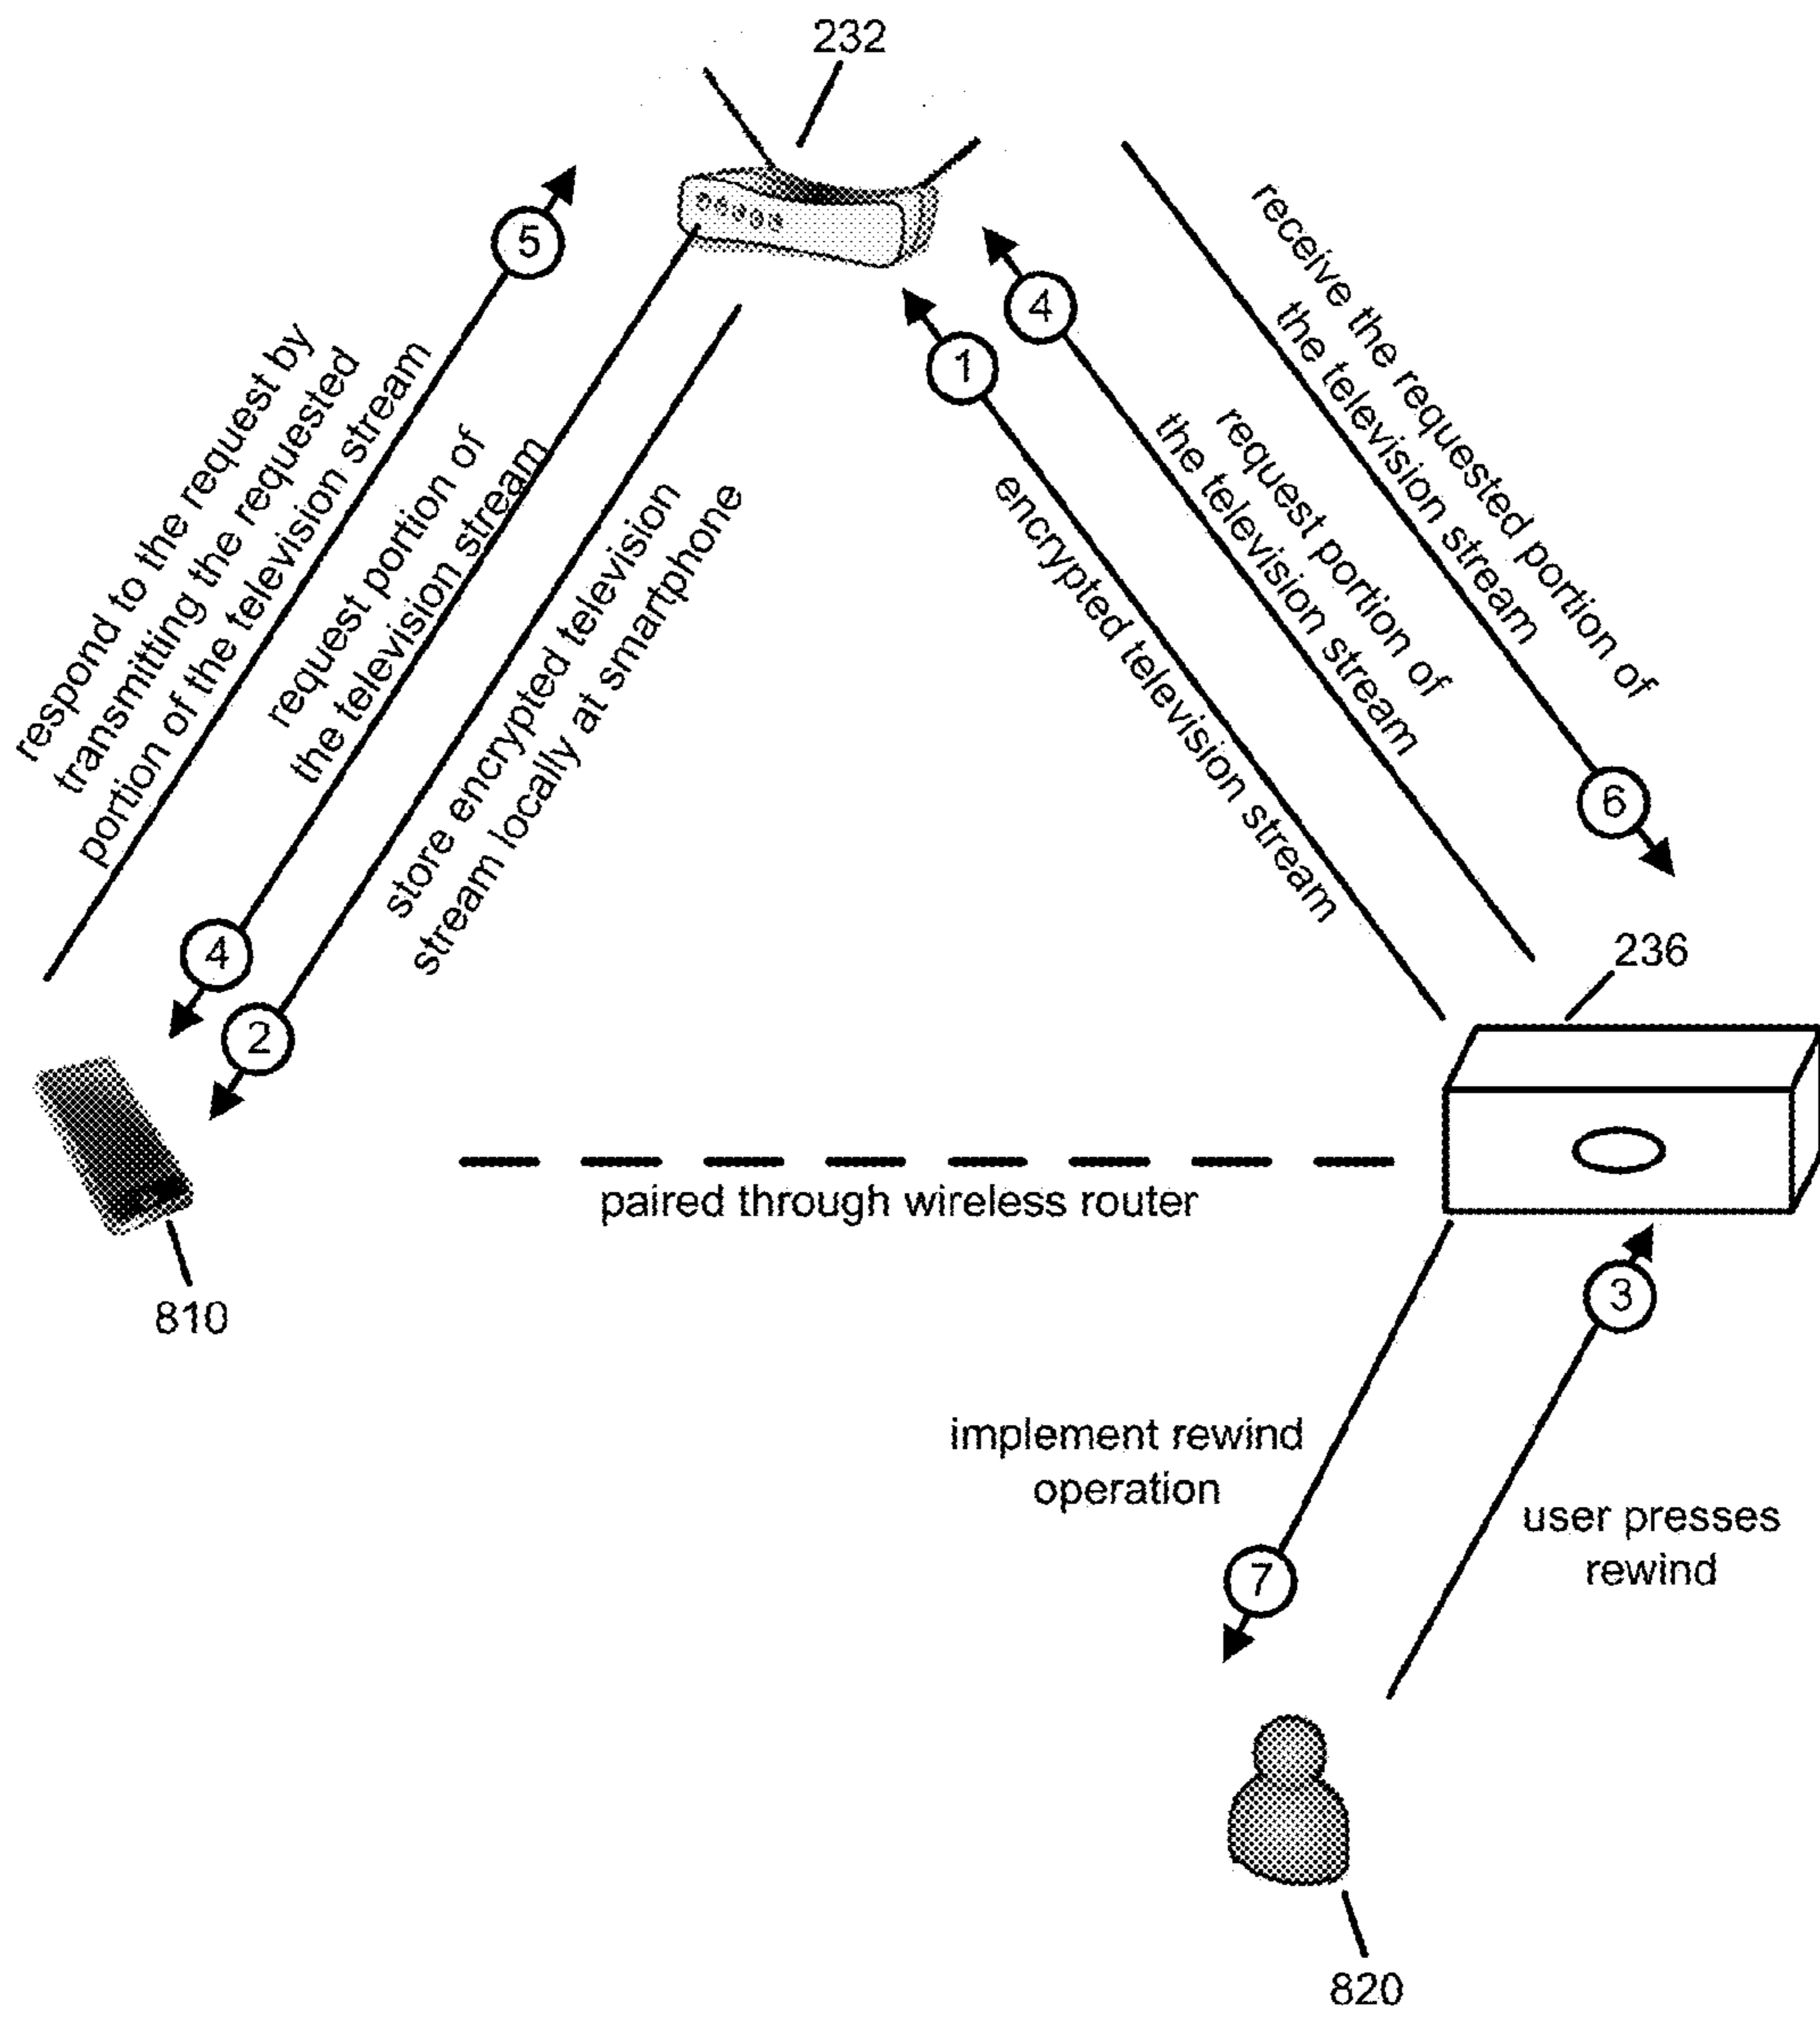 232
5
respond to the request by
transmitting the requested
portion of the television stream
request portion of
the television stream
4
store encrypted television
stream locally at smartphone
2
1
encrypted television stream
4
request portion of
the television stream
receive the requested portion of
the television stream
6
236
paired through wireless router
810
3
implement rewind
operation
user presses
rewind
7
820